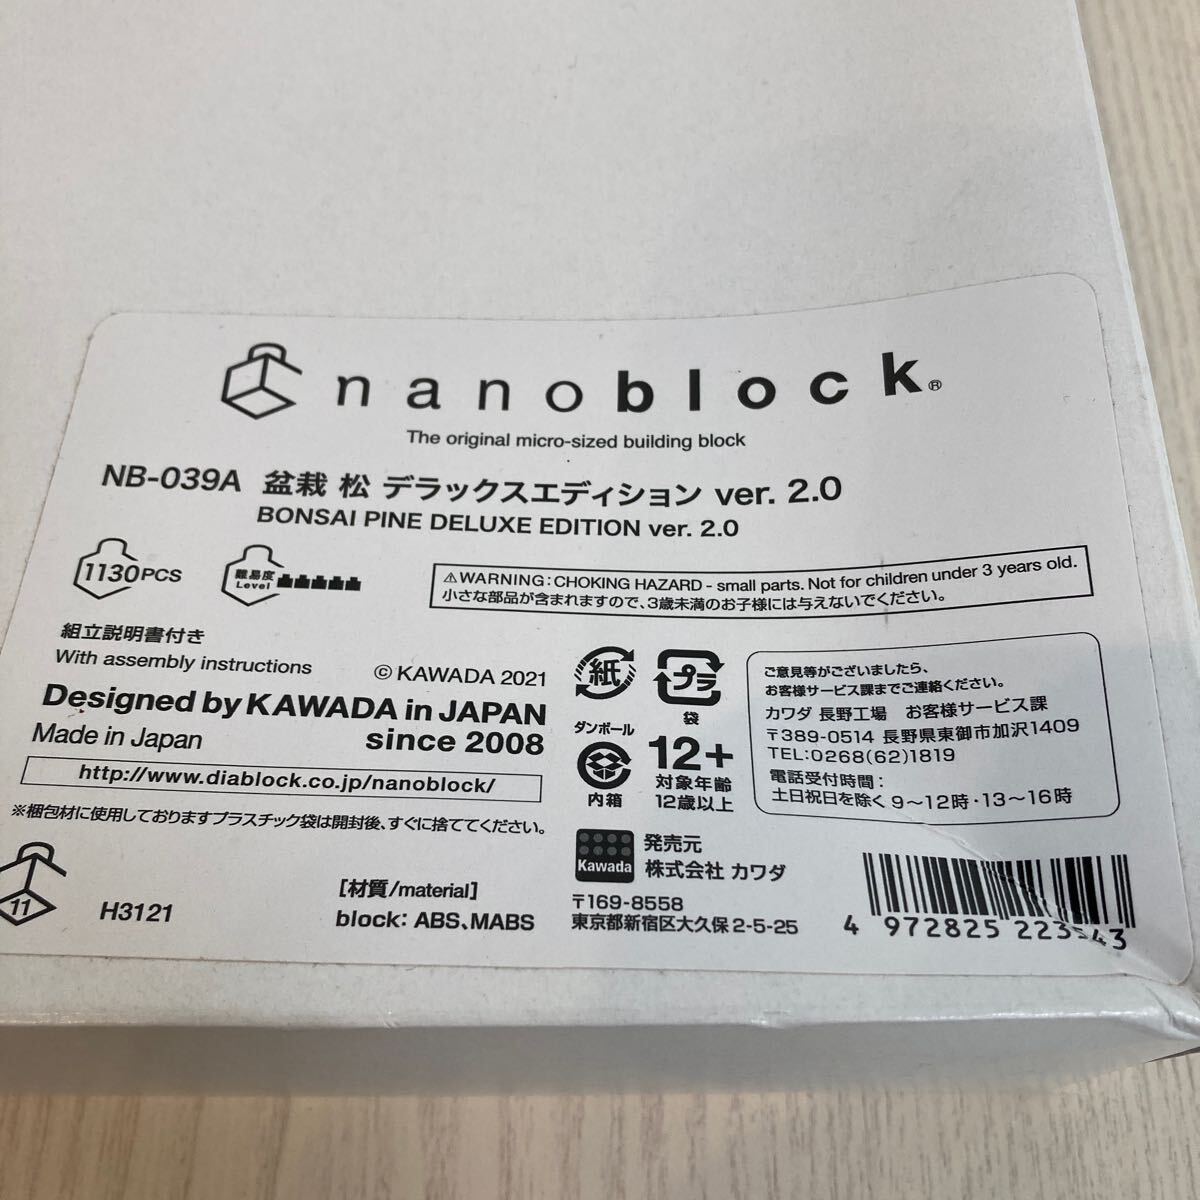 nanoblock®
The original micro-sized building block
NB-039A 盆栽 松 デラックスエディション ver. 2.0
BONSAI PINE DELUXE EDITION ver. 2.0
1130PCS
難易度
Level
⚠WARNING: CHOKING HAZARD - small parts. Not for children under 3 years old.
小さな部品が含まれますので、3歳未満のお子様には与えないでください。
組立説明書付き
With assembly instructions
© KAWADA 2021
Designed by KAWADA in JAPAN
Made in Japan
since 2008
http://www.diablock.co.jp/nanoblock/
※梱包材に使用しておりますプラスチック袋は開封後、すぐに捨ててください。
11
H3121
[材質/material]
block: ABS、MABS
紙
プラ
袋
ダンボール
内箱
12+
対象年齢
12歳以上
ご意見等がございましたら、
お客様サービス課までご連絡ください。
カワダ 長野工場 お客様サービス課
〒389-0514 長野県東御市加沢1409
TEL:0268(62)1819
電話受付時間：
土日祝日を除く 9～12時・13～16時
Kawada
発売元
株式会社 カワダ
〒169-8558
東京都新宿区大久保2-5-25
4 972825 223543